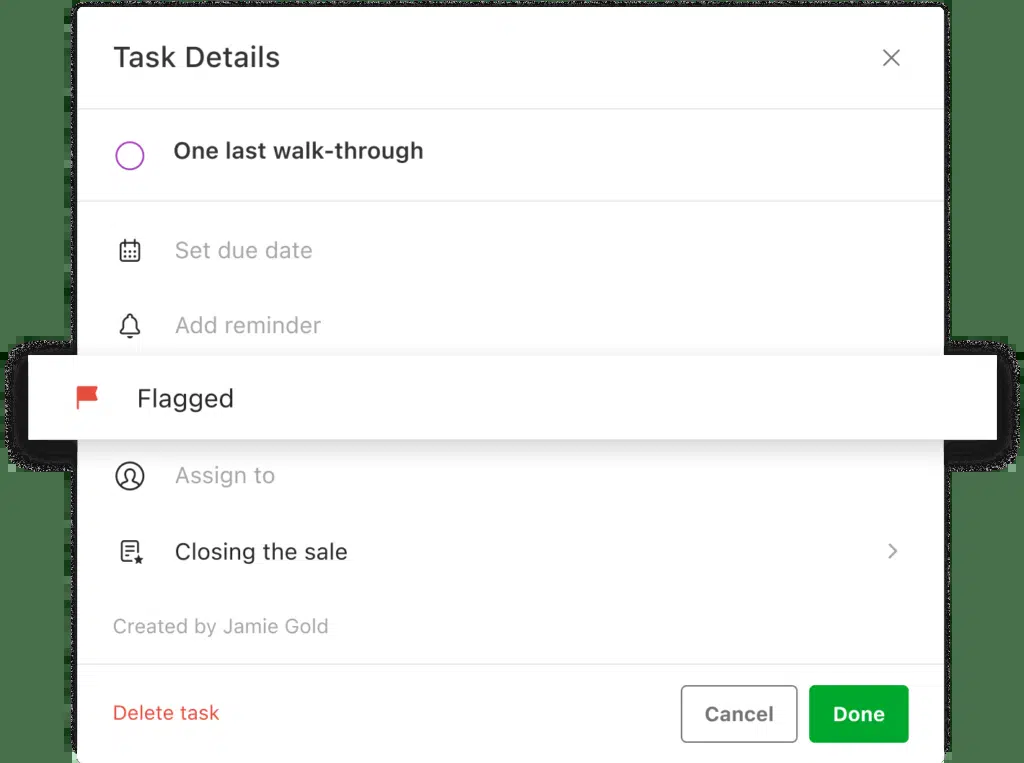 Task Details
One last walk-through
Set due date
Add reminder
Flagged
Assign to
Closing the sale
Created by Jamie Gold
Delete task
Cancel
Done